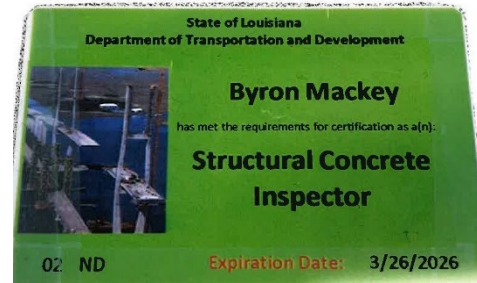 State of Louisiana
Department of Transportation and Development
Byron Mackey
has met the requirements for certification as a(n):
Structural Concrete
Inspector
02 ND Expiration Date: 3/26/2026